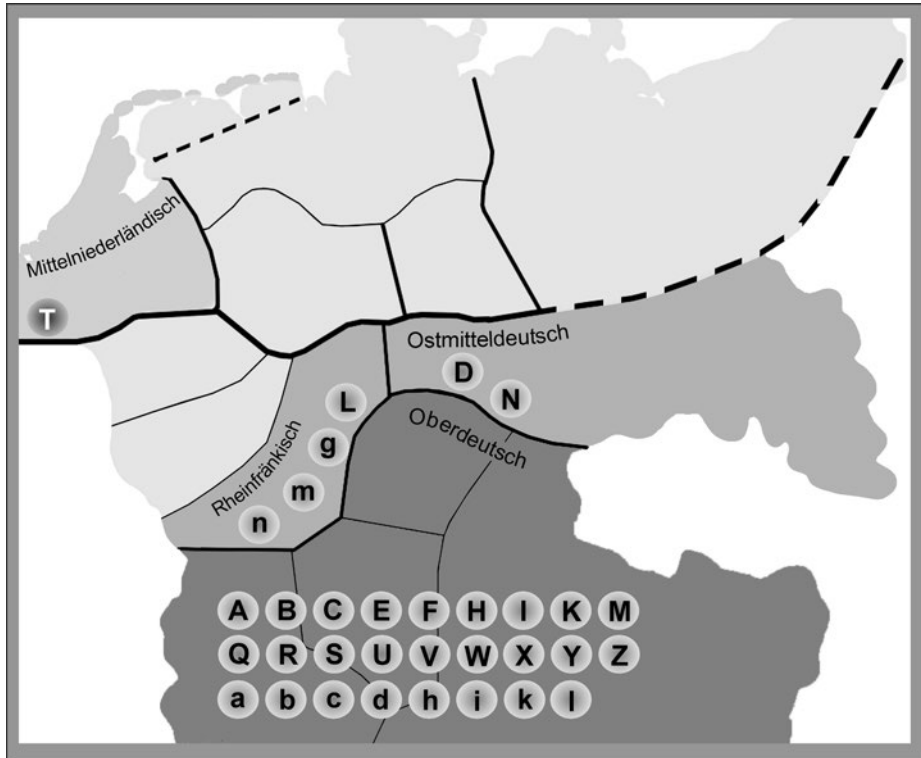 Mittelniederländisch
T
Ostmitteldeutsch
D
N
Oberdeutsch
Rheinfränkisch
L
g
m
n
A B C E F H I K M
Q R S U V W X Y Z
a b c d h i k l